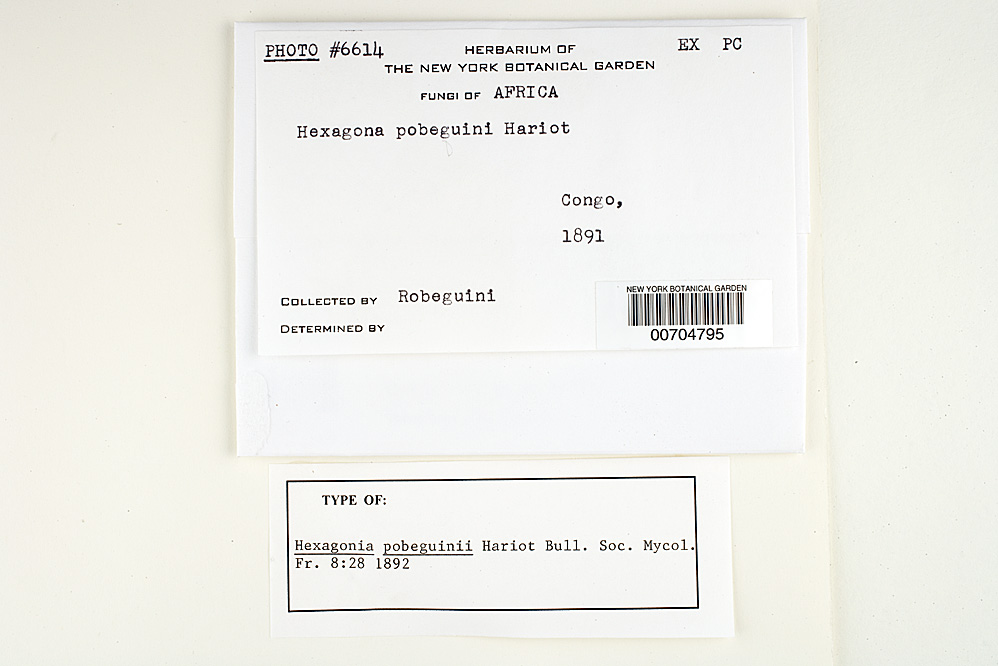 PHOTO #6614
HERBARIUM OF
EX PC
THE NEW YORK BOTANICAL GARDEN
FUNGI OF AFRICA
Hexagona pobeguini Hariot
Congo,
1891
COLLECTED BY Robeguini
DETERMINED BY
NEW YORK BOTANICAL GARDEN
00704795
TYPE OF:
Hexagonia pobeguinii Hariot Bull. Soc. Mycol.
Fr. 8:28 1892